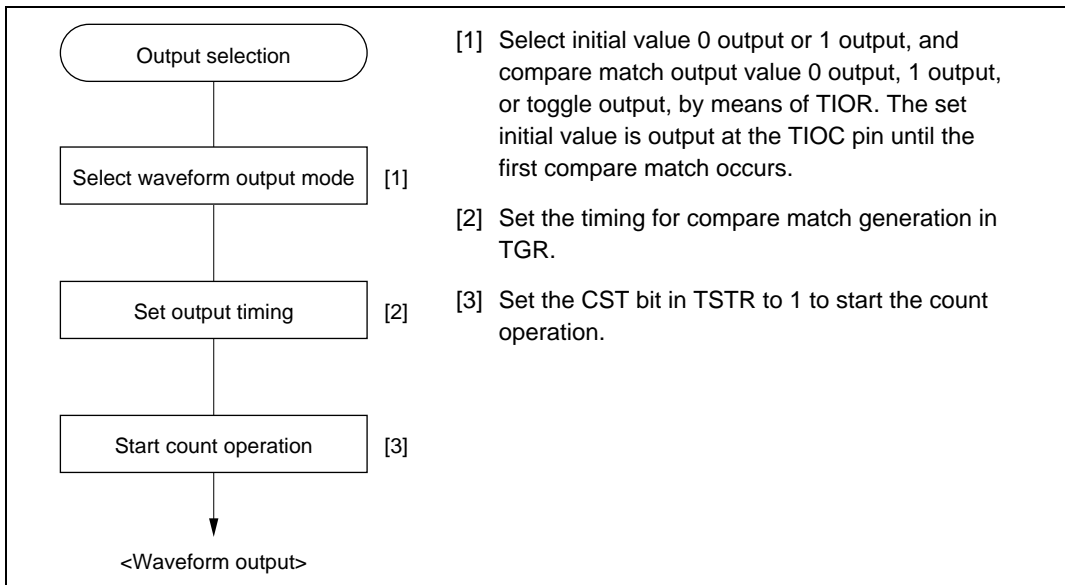 Output selection
Select waveform output mode [1]
Set output timing [2]
Start count operation [3]
<Waveform output>
[1] Select initial value 0 output or 1 output, and
compare match output value 0 output, 1 output,
or toggle output, by means of TIOR. The set
initial value is output at the TIOC pin until the
first compare match occurs.
[2] Set the timing for compare match generation in
TGR.
[3] Set the CST bit in TSTR to 1 to start the count
operation.